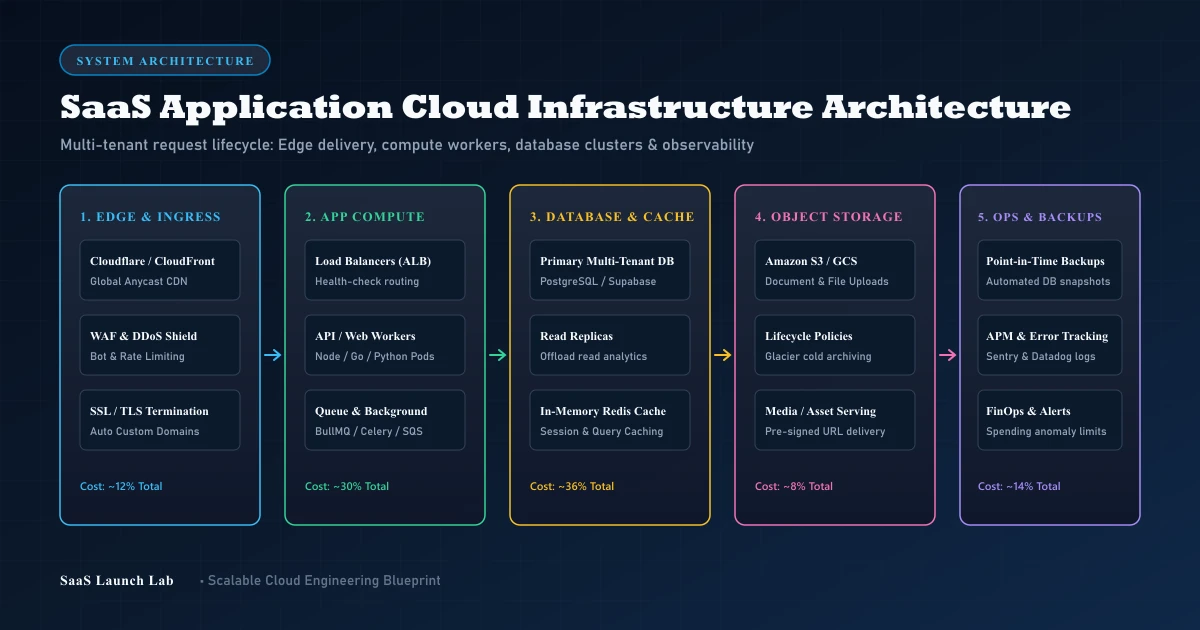 SYSTEM ARCHITECTURE
SaaS Application Cloud Infrastructure Architecture
Multi-tenant request lifecycle: Edge delivery, compute workers, database clusters & observability
1. EDGE & INGRESS
Cloudflare / CloudFront
Global Anycast CDN
WAF & DDoS Shield
Bot & Rate Limiting
SSL / TLS Termination
Auto Custom Domains
Cost: ~12% Total
2. APP COMPUTE
Load Balancers (ALB)
Health-check routing
API / Web Workers
Node / Go / Python Pods
Queue & Background
BullMQ / Celery / SQS
Cost: ~30% Total
3. DATABASE & CACHE
Primary Multi-Tenant DB
PostgreSQL / Supabase
Read Replicas
Offload read analytics
In-Memory Redis Cache
Session & Query Caching
Cost: ~36% Total
4. OBJECT STORAGE
Amazon S3 / GCS
Document & File Uploads
Lifecycle Policies
Glacier cold archiving
Media / Asset Serving
Pre-signed URL delivery
Cost: ~8% Total
5. OPS & BACKUPS
Point-in-Time Backups
Automated DB snapshots
APM & Error Tracking
Sentry & Datadog logs
FinOps & Alerts
Spending anomaly limits
Cost: ~14% Total
SaaS Launch Lab • Scalable Cloud Engineering Blueprint